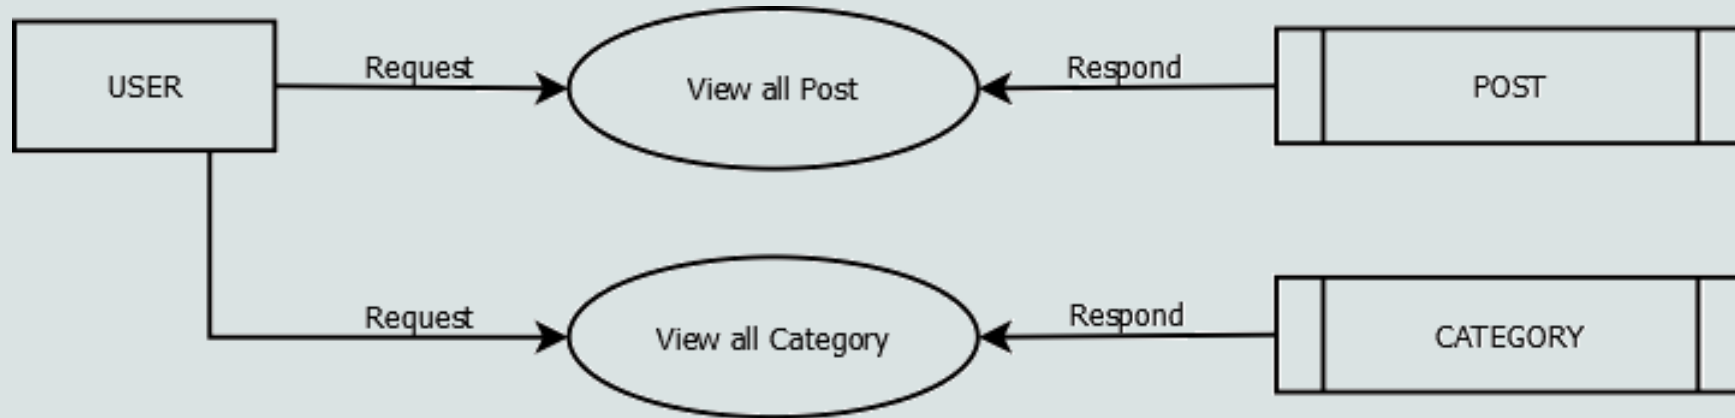 USER
Request
View all Post
Respond
POST
Request
View all Category
Respond
CATEGORY